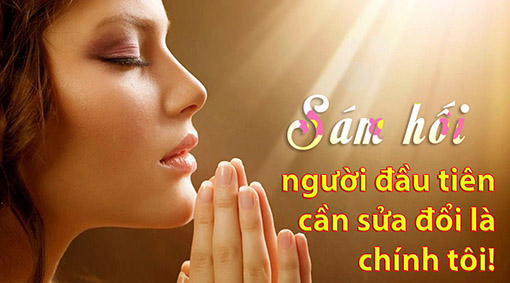 Sám hối
người đầu tiên
cần sửa đổi là
chính tôi!